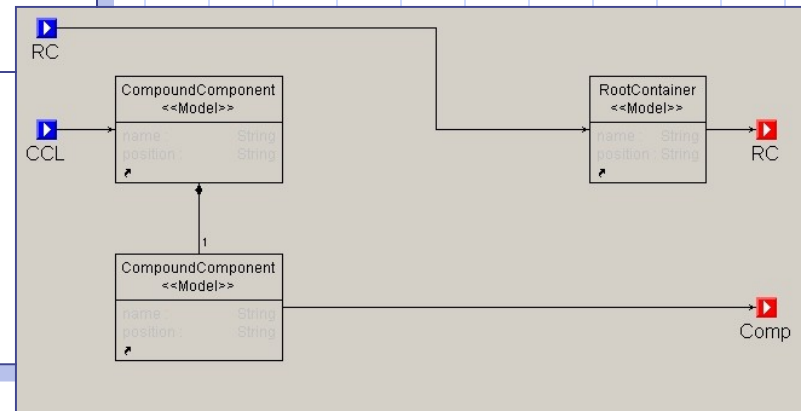 RC
CompoundComponent
<<Model>>
name : String
position : String
CCL
RootContainer
<<Model>>
name : String
position : String
RC
1
CompoundComponent
<<Model>>
name : String
position : String
Comp